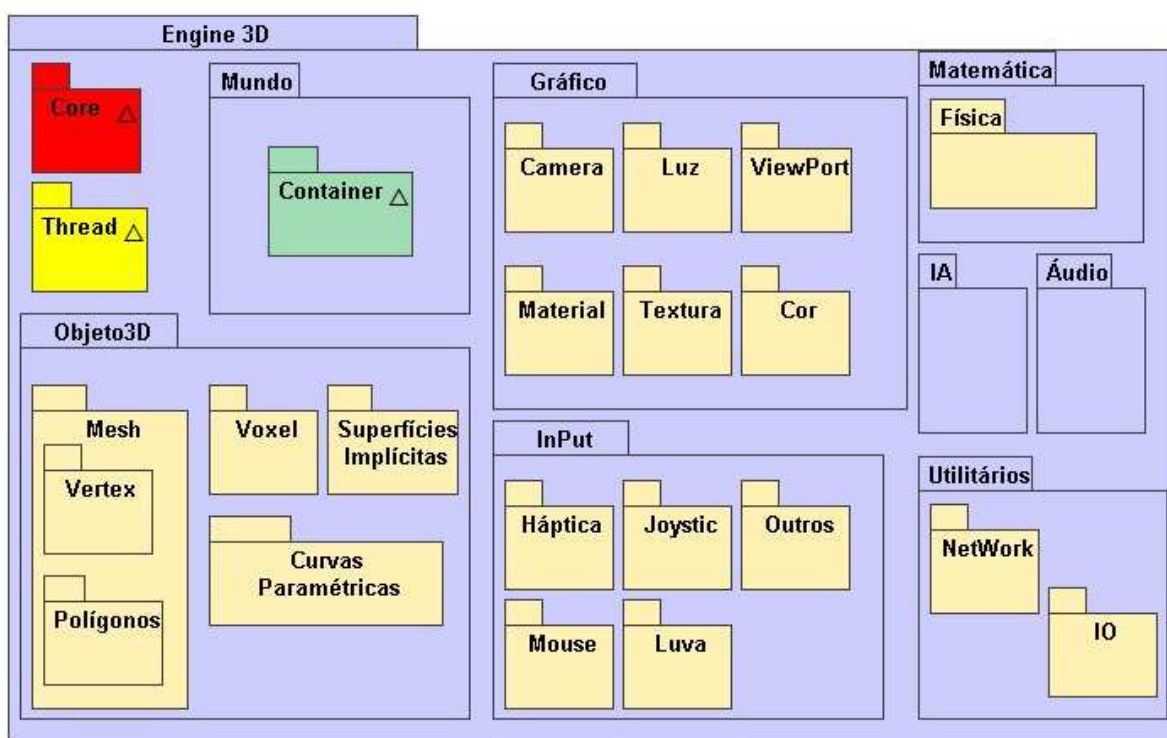 Engine 3D
Core
Thread
Mundo
Container
Gráfico
Camera
Luz
ViewPort
Material
Textura
Cor
Matemática
Física
IA
Áudio
Objeto3D
Mesh
Vertex
Polígonos
Voxel
Superfícies
Implícitas
Curvas
Paramétricas
InPut
Háptica
Joystic
Outros
Mouse
Luva
Utilitários
NetWork
IO